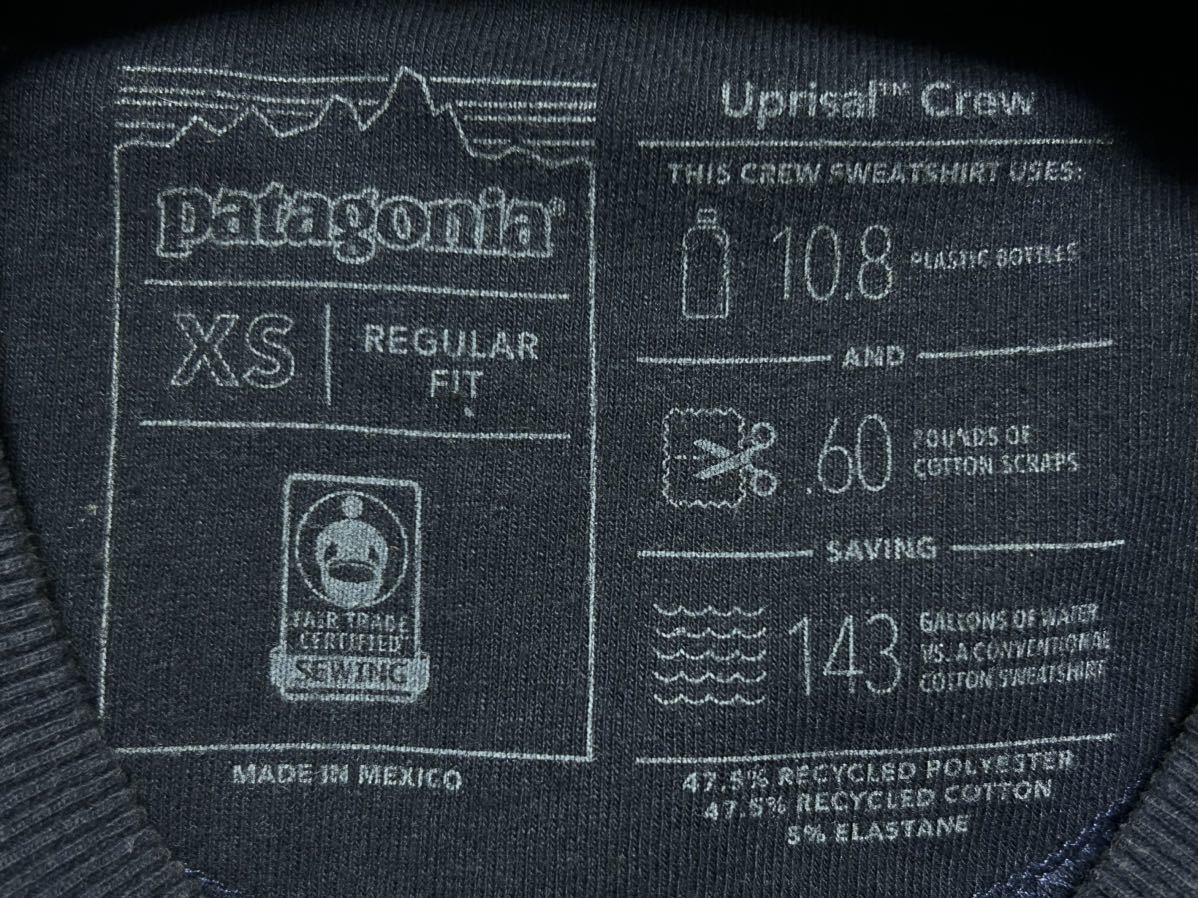 patagonia®
XS
REGULAR
FIT
FAIR TRADE
CERTIFIED
SEWING
MADE IN MEXICO
Uprisal™ Crew
THIS CREW SWEATSHIRT USES:
10.8 PLASTIC BOTTLES
AND
.60 POUNDS OF
COTTON SCRAPS
SAVING
143 GALLONS OF WATER
VS. A CONVENTIONAL
COTTON SWEATSHIRT
47.5% RECYCLED POLYESTER
47.5% RECYCLED COTTON
5% ELASTANE